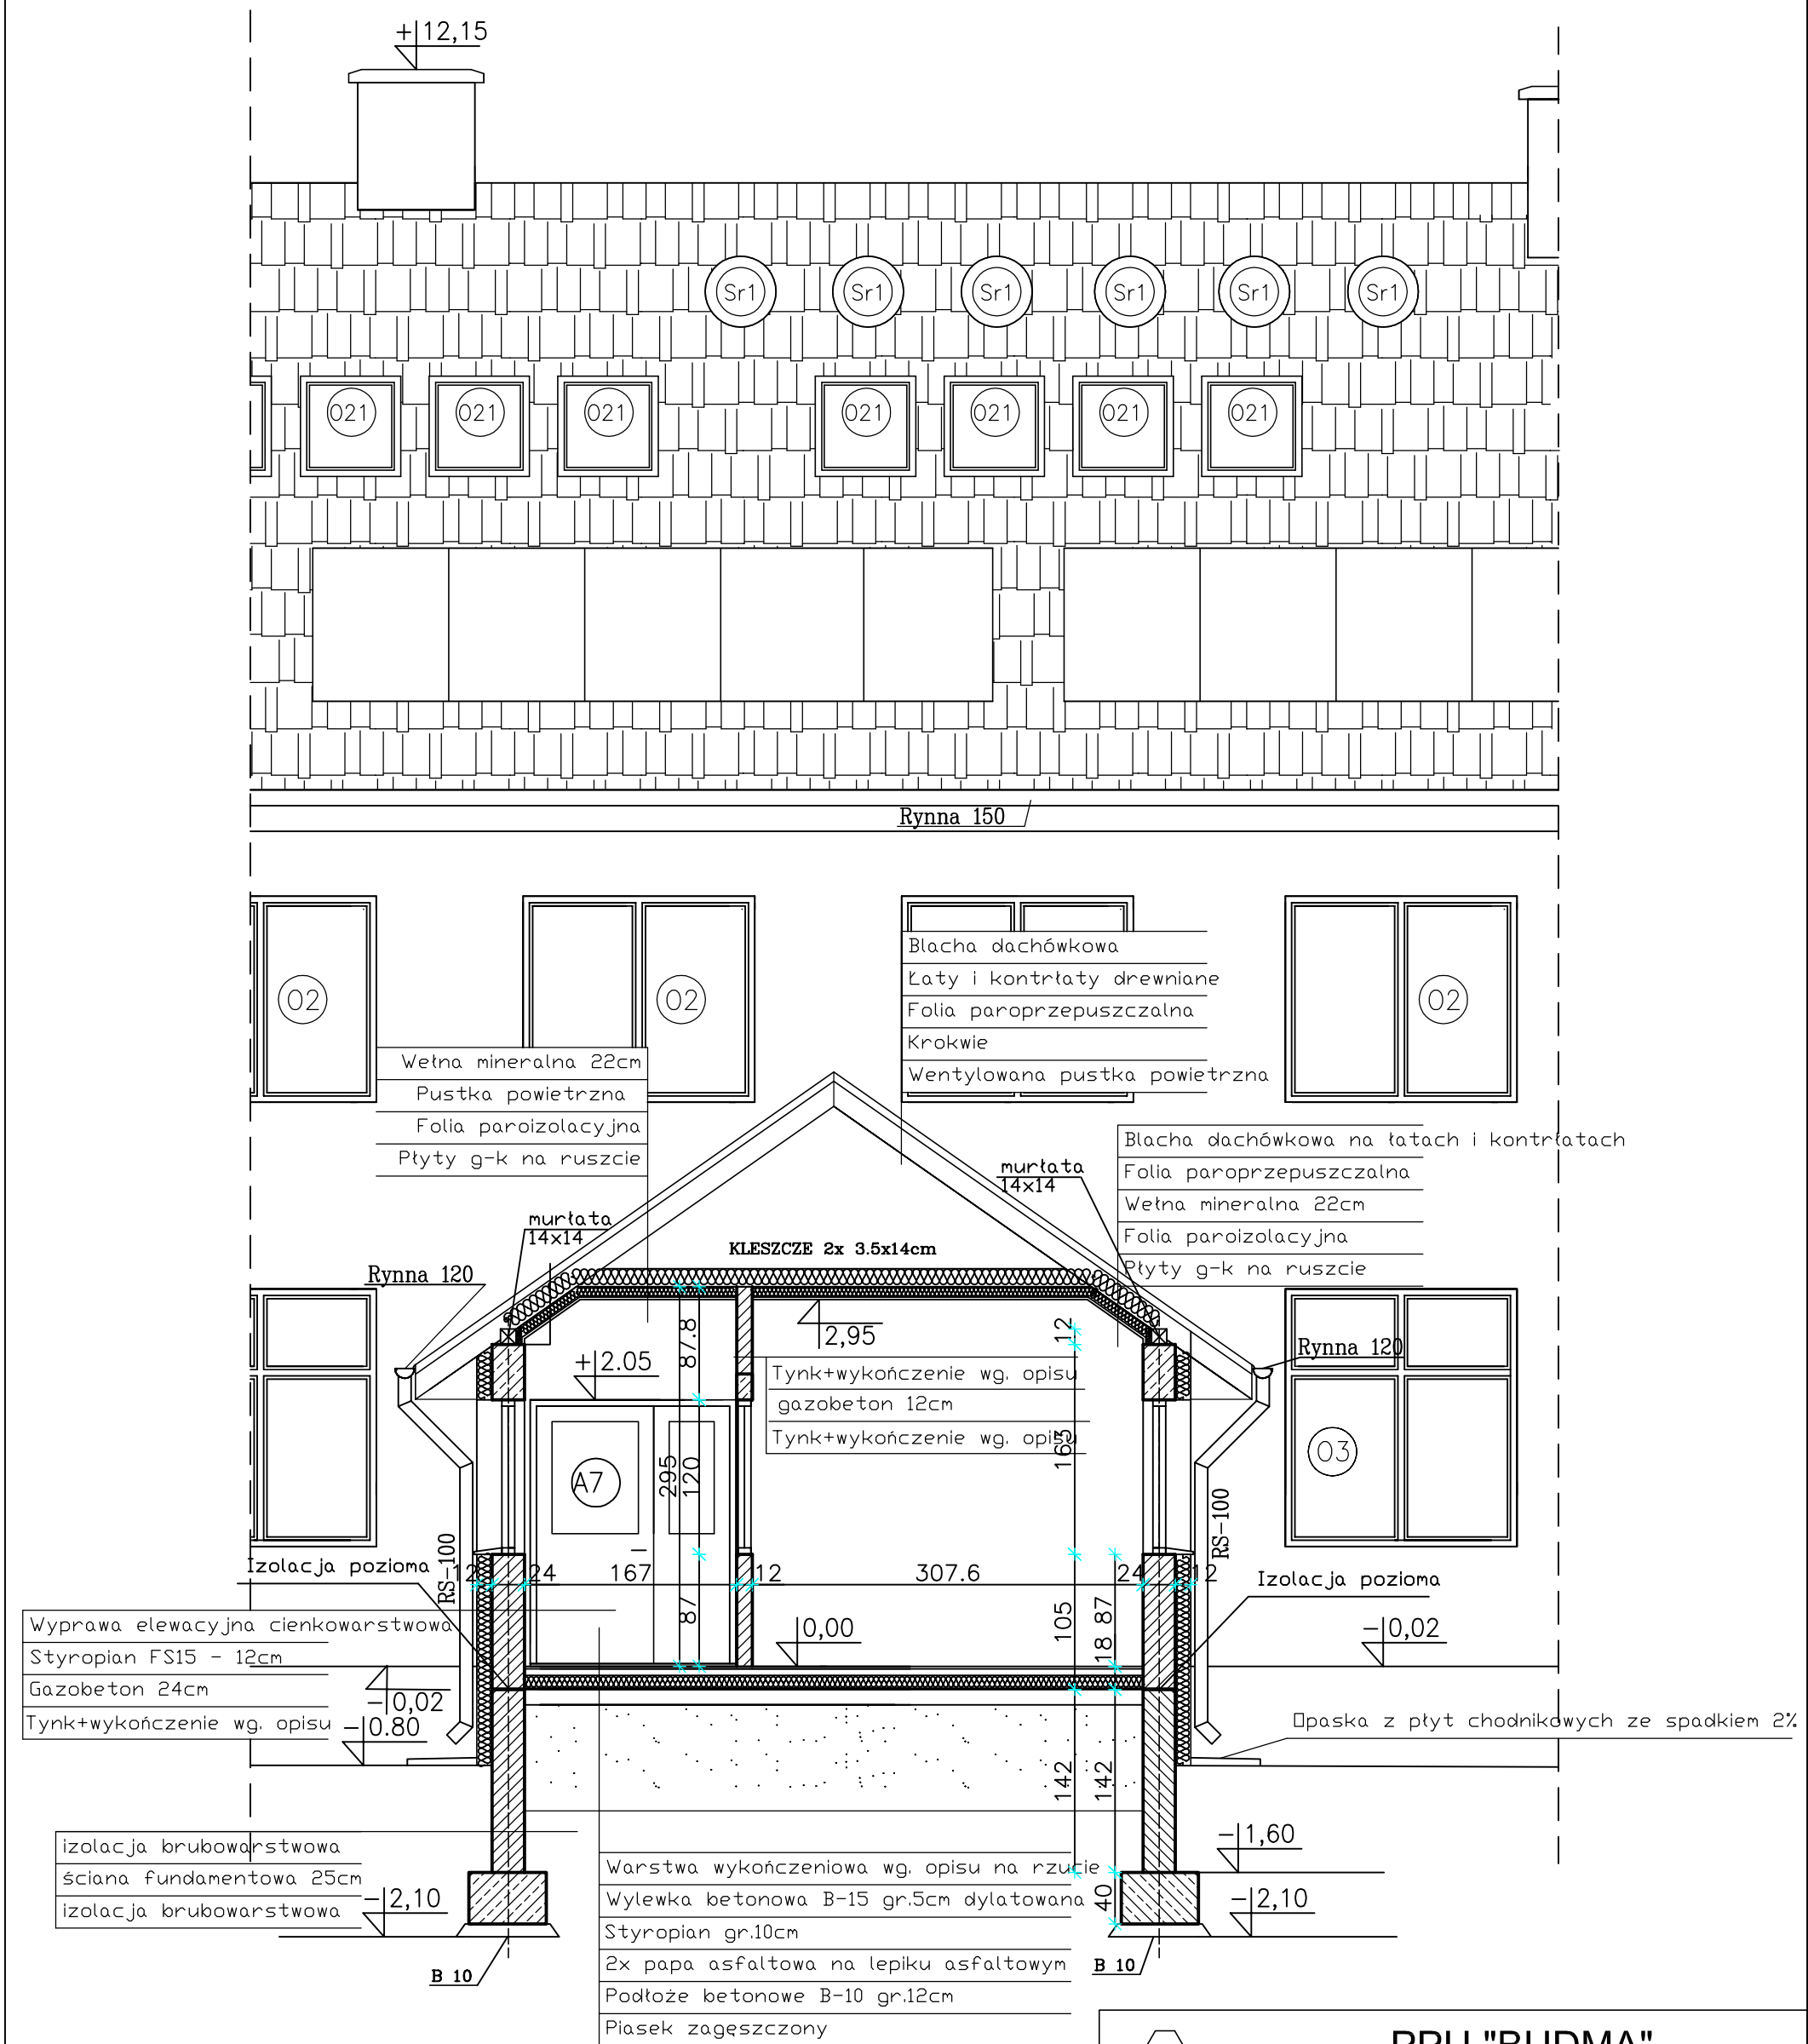 +12,15
Sr1 Sr1 Sr1 Sr1 Sr1 Sr1
021 021 021 021 021 021 021
Rynna 150
02 02 02
Blacha dachówkowa
Łaty i kontrłaty drewniane
Folia paroprzepuszczalna
Krokwie
Wentylowana pustka powietrzna
Wełna mineralna 22cm
Pustka powietrzna
Folia paroizolacyjna
Płyty g-k na ruszcie
Blacha dachówkowa na łatach i kontrłatach
Folia paroprzepuszczalna
Wełna mineralna 22cm
Folia paroizolacyjna
Płyty g-k na ruszcie
murłata
14x14
murłata
14x14
KLESZCZE 2x 3.5x14cm
Rynna 120
Rynna 120
2,95
+2.05
87.8
12
Tynk+wykończenie wg. opisu
gazobeton 12cm
Tynk+wykończenie wg. opisu
163
A7
295
120
03
RS-100
RS-100
Izolacja pozioma
Izolacja pozioma
12 24 167 12 307.6 24 12
87
105
18 87
0,00
-0,02
Wyprawa elewacyjna cienkowarstwowa
Styropian FS15 - 12cm
Gazobeton 24cm
Tynk+wykończenie wg. opisu
-0,02
-0.80
Opaska z płyt chodnikowych ze spadkiem 2%
142
142
izolacja brubowarstwowa
ściana fundamentowa 25cm
izolacja brubowarstwowa
-1,60
-2,10
-2,10
40
B 10
B 10
Warstwa wykończeniowa wg. opisu na rzucie
Wylewka betonowa B-15 gr.5cm dylatowana
Styropian gr.10cm
2x papa asfaltowa na lepiku asfaltowym
Podłoże betonowe B-10 gr.12cm
Piasek zagęszczony
PPU "BUDMA"